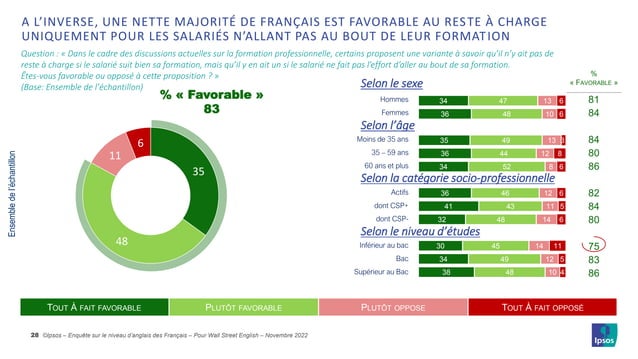 A L'INVERSE, UNE NETTE MAJORITÉ DE FRANÇAIS EST FAVORABLE AU RESTE À CHARGE
UNIQUEMENT POUR LES SALARIÉS N'ALLANT PAS AU BOUT DE LEUR FORMATION
Question : « Dans le cadre des discussions actuelles sur la formation professionnelle, certains proposent une variante à savoir qu'il n'y ait pas de
reste à charge si le salarié suit bien sa formation, mais qu'il y en ait un si le salarié ne fait pas l'effort d'aller au bout de sa formation.
Êtes-vous favorable ou opposé à cette proposition ? »
(Base: Ensemble de l'échantillon)
% « Favorable »
83
Ensemble de l'échantillon
35
48
11
6
%
« FAVORABLE »
Selon le sexe
Hommes 34 47 13 6 81
Femmes 36 48 10 6 84
Selon l'âge
Moins de 35 ans 35 49 13 3 84
35 – 59 ans 36 44 12 8 80
60 ans et plus 34 52 8 6 86
Selon la catégorie socio-professionnelle
Actifs 36 46 12 6 82
dont CSP+ 41 43 11 5 84
dont CSP- 32 48 14 6 80
Selon le niveau d'études
Inférieur au bac 30 45 14 11 75
Bac 34 49 12 5 83
Supérieur au Bac 38 48 10 4 86
TOUT À FAIT FAVORABLE PLUTÔT FAVORABLE PLUTÔT OPPOSE TOUT À FAIT OPPOSÉ
28 ©Ipsos – Enquête sur le niveau d'anglais des Français – Pour Wall Street English – Novembre 2022
Ipsos